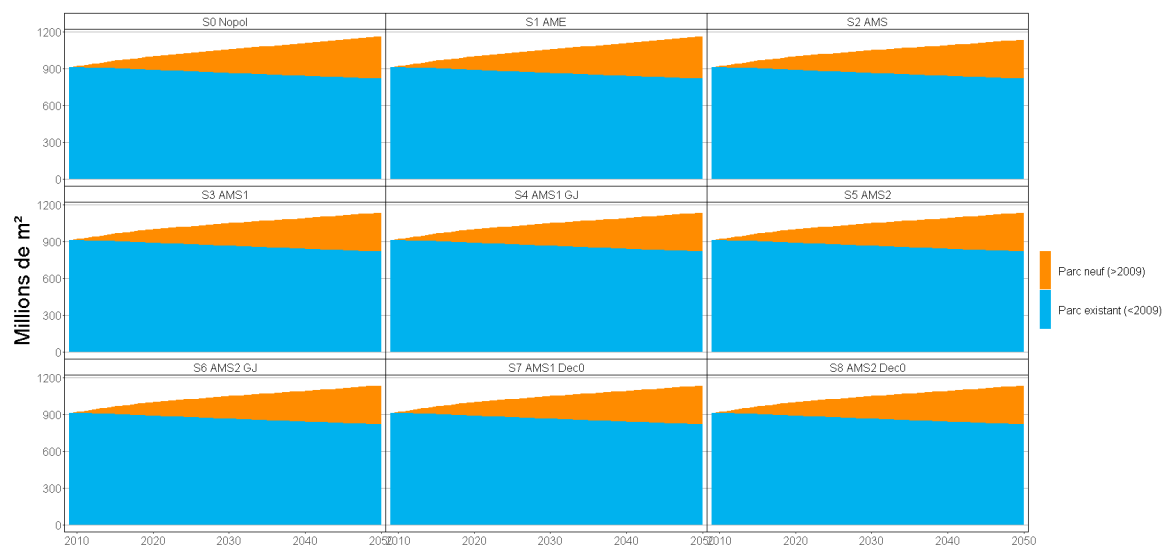 S0 Nopol
S1 AME
S2 AMS
1200
900
600
300
0
S3 AMS1
S4 AMS1 GJ
S5 AMS2
1200
900
600
300
0
Millions de m²
Parc neuf (>2009)
Parc existant (<2009)
S6 AMS2 GJ
S7 AMS1 Dec0
S8 AMS2 Dec0
1200
900
600
300
0
2010 2020 2030 2040 2050
2010 2020 2030 2040 2050
2010 2020 2030 2040 2050